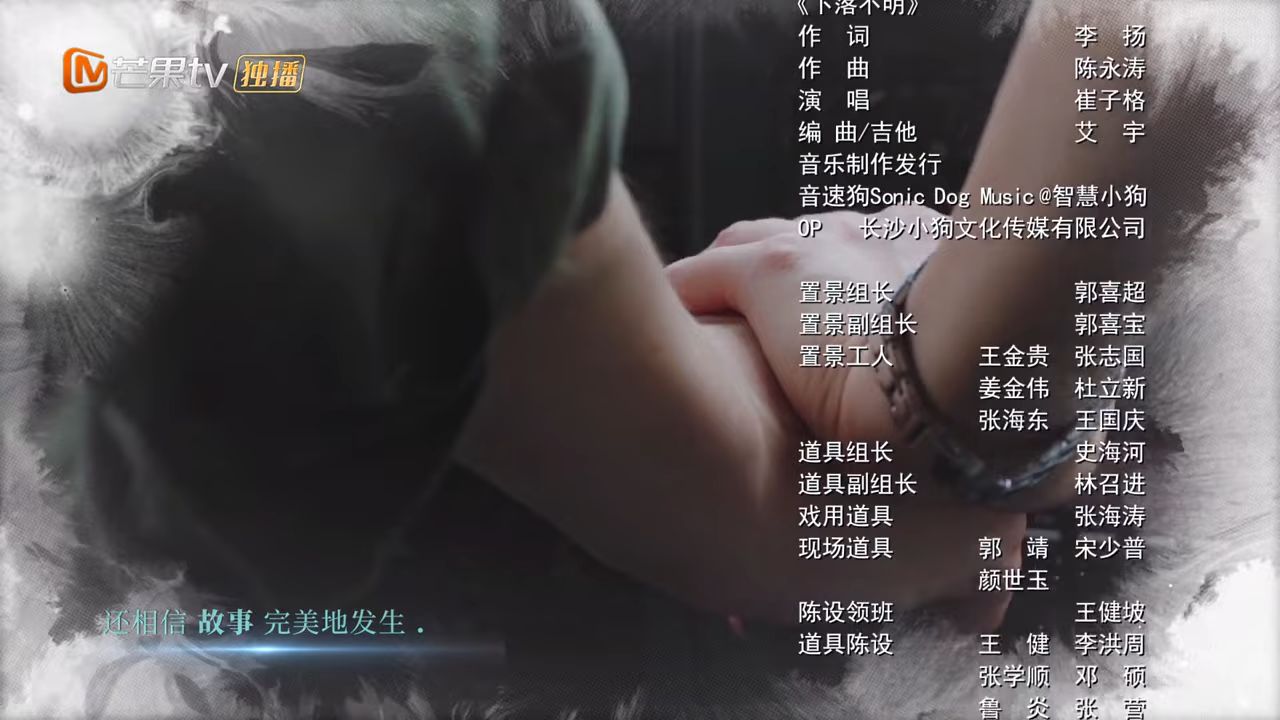 芒果tv 独播
《下落不明》
作 词 李 扬
作 曲 陈永涛
演 唱 崔子格
编 曲/吉他 艾 宇
音乐制作发行
音速狗Sonic Dog Music@智慧小狗
OP 长沙小狗文化传媒有限公司
置景组长 郭喜超
置景副组长 郭喜宝
置景工人 王金贵 张志国
姜金伟 杜立新
张海东 王国庆
道具组长 史海河
道具副组长 林召进
戏用道具 张海涛
现场道具 郭 靖 宋少普
颜世玉
陈设领班 王健坡
道具陈设 王 健 李洪周
张学顺 邓 硕
鲁 炎 张 营
还相信 故事 完美地发生．